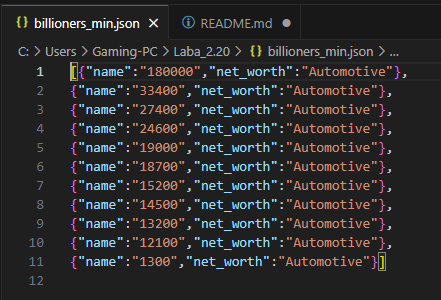 billioners_min.json README.md
C: > Users > Gaming-PC > Laba_2.20 > billioners_min.json > ...
1 [{"name":"180000","net_worth":"Automotive"},
2 {"name":"33400","net_worth":"Automotive"},
3 {"name":"27400","net_worth":"Automotive"},
4 {"name":"24600","net_worth":"Automotive"},
5 {"name":"19000","net_worth":"Automotive"},
6 {"name":"18700","net_worth":"Automotive"},
7 {"name":"15200","net_worth":"Automotive"},
8 {"name":"14500","net_worth":"Automotive"},
9 {"name":"13200","net_worth":"Automotive"},
10 {"name":"12100","net_worth":"Automotive"},
11 {"name":"1300","net_worth":"Automotive"}]
12